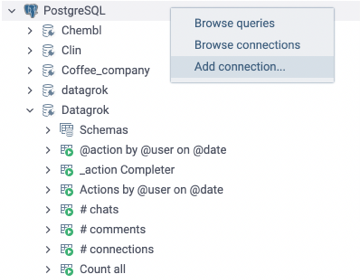 PostgreSQL
Browse queries
Chembl
Browse connections
Clin
Add connection...
Coffee_company
datagrok
Datagrok
Schemas
@action by @user on @date
_action Completer
Actions by @user on @date
# chats
# comments
# connections
Count all